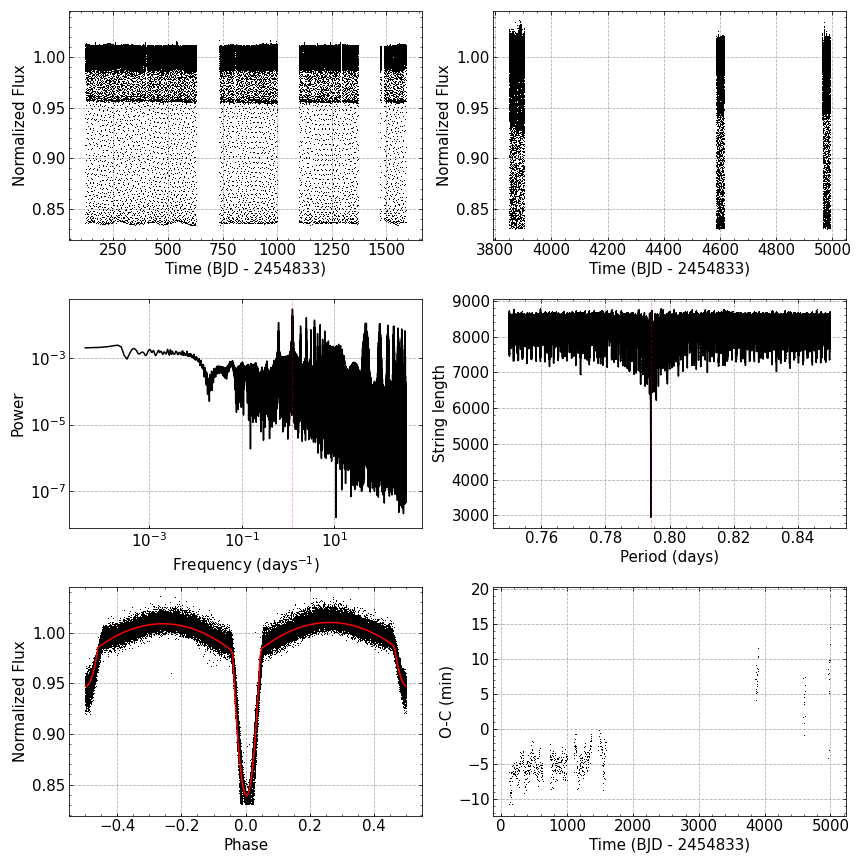 Normalized Flux
1.00
0.95
0.90
0.85
250 500 750 1000 1250 1500
Time (BJD - 2454833)
Normalized Flux
1.00
0.95
0.90
0.85
3800 4000 4200 4400 4600 4800 5000
Time (BJD - 2454833)
Power
10⁻³
10⁻⁵
10⁻⁷
10⁻³ 10⁻¹ 10¹
Frequency (days⁻¹)
String length
9000
8000
7000
6000
5000
4000
3000
0.76 0.78 0.80 0.82 0.84
Period (days)
Normalized Flux
1.00
0.95
0.90
0.85
−0.4 −0.2 0.0 0.2 0.4
Phase
O-C (min)
20
15
10
5
0
−5
−10
0 1000 2000 3000 4000 5000
Time (BJD - 2454833)